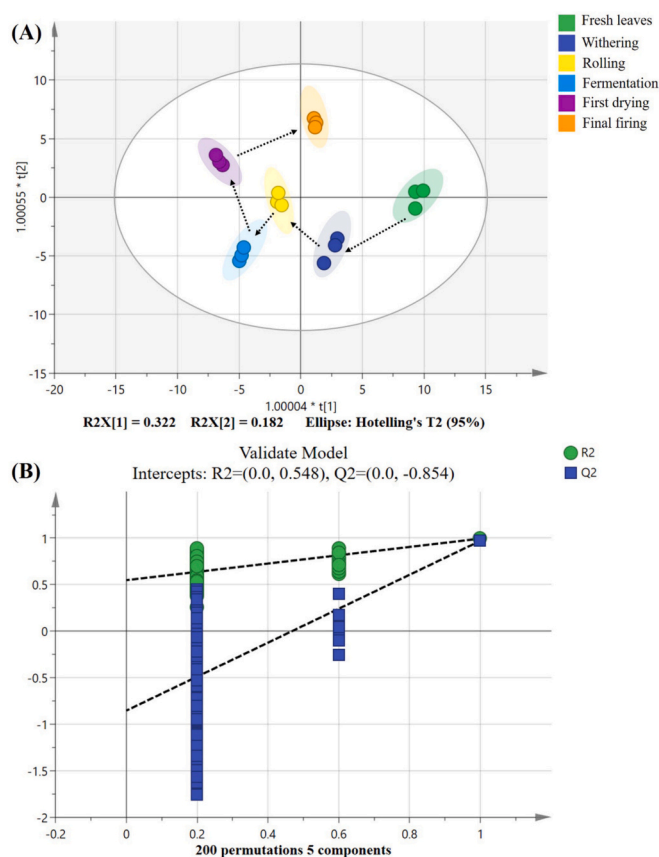 (A)
Fresh leaves
Withering
Rolling
Fermentation
First drying
Final firing
1.00055 * t[2]
10
5
0
-5
-10
-15
-20
-15
-10
-5
0
5
10
15
1.00004 * t[1]
R2X[1] = 0.322 R2X[2] = 0.182 Ellipse: Hotelling's T2 (95%)
(B)
Validate Model
Intercepts: R2=(0.0, 0.548), Q2=(0.0, -0.854)
R2
Q2
1
0.5
0
-0.5
-1
-1.5
-2
-0.2
0
0.2
0.4
0.6
0.8
1
200 permutations 5 components